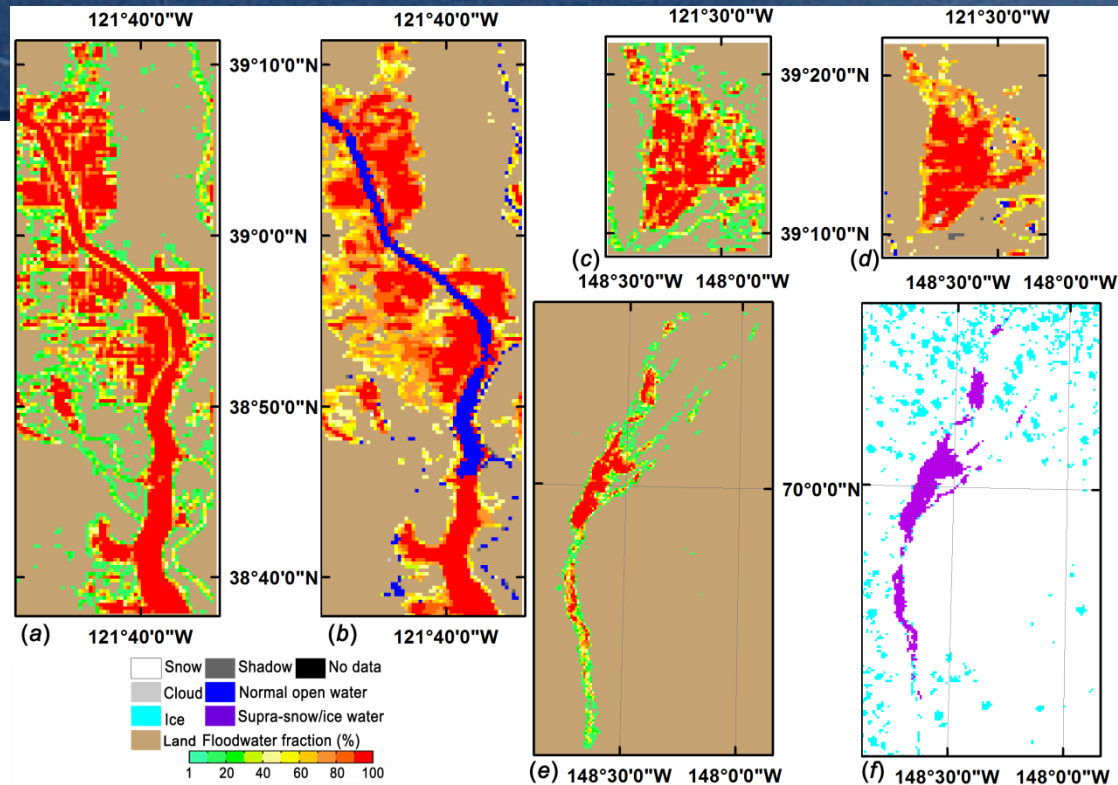 121°40'0"W 121°40'0"W 121°30'0"W 121°30'0"W
39°10'0"N
39°20'0"N
39°0'0"N
39°10'0"N
(c) (d)
148°30'0"W 148°0'0"W 148°30'0"W 148°0'0"W
38°50'0"N
70°0'0"N
38°40'0"N
(a) (b)
121°40'0"W 121°40'0"W
Snow Shadow No data
Cloud Normal open water
Ice Supra-snow/ice water
Land Floodwater fraction (%)
1 20 40 60 80 100
(e) (f)
148°30'0"W 148°0'0"W 148°30'0"W 148°0'0"W